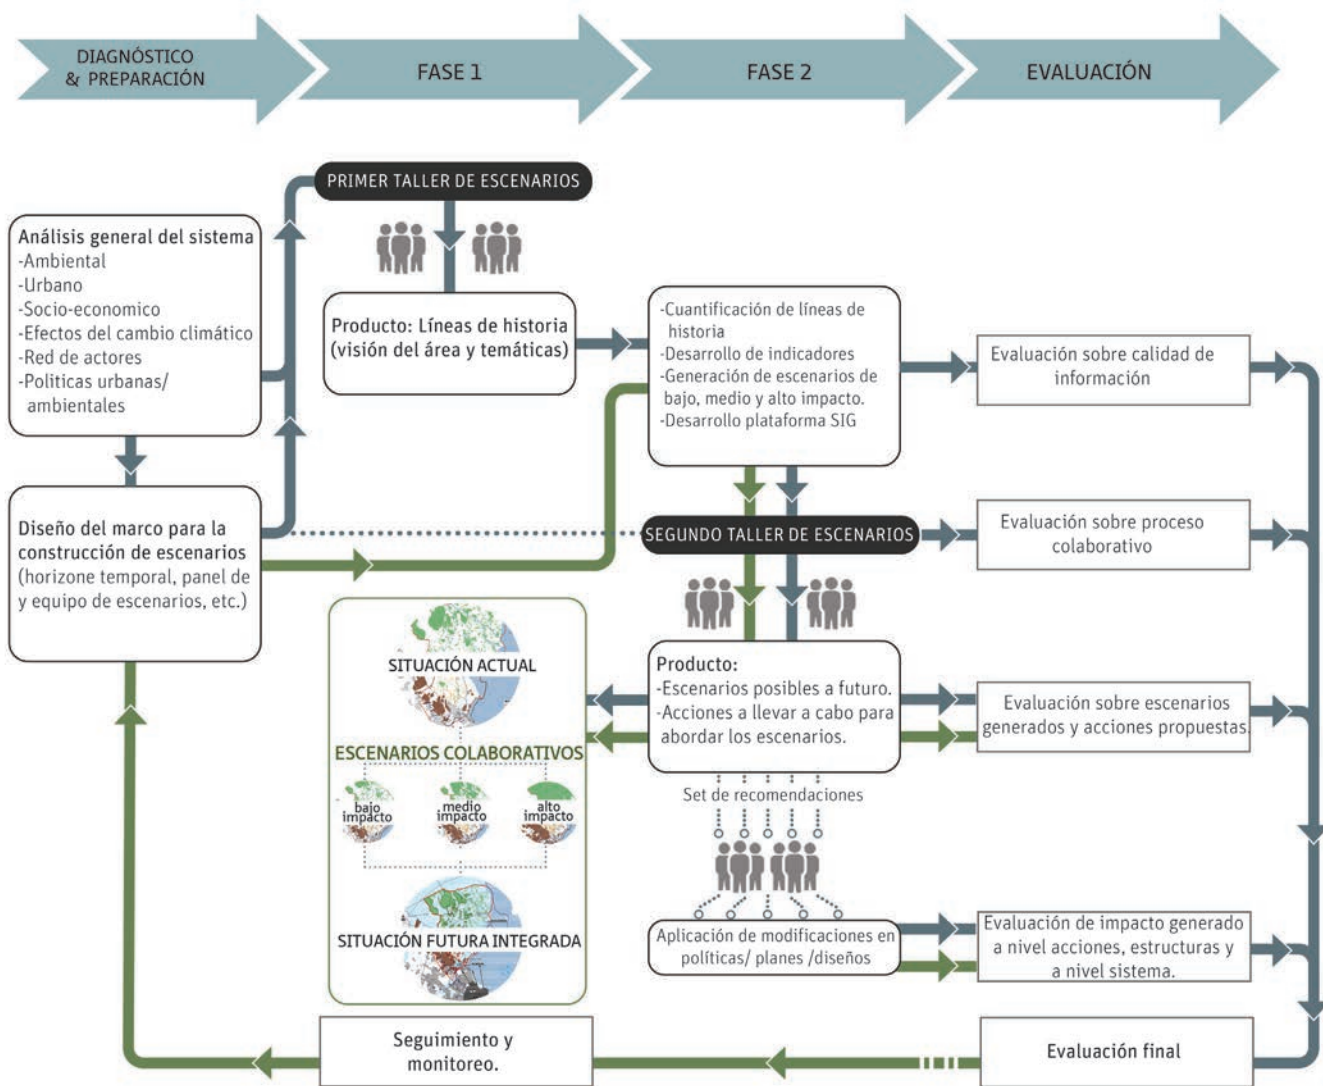 DIAGNÓSTICO
& PREPARACIÓN
FASE 1
FASE 2
EVALUACIÓN
PRIMER TALLER DE ESCENARIOS
Análisis general del sistema
-Ambiental
-Urbano
-Socio-economico
-Efectos del cambio climático
-Red de actores
-Politicas urbanas/
ambientales
Producto: Líneas de historia
(visión del área y temáticas)
-Cuantificación de líneas de
historia
-Desarrollo de indicadores
-Generación de escenarios de
bajo, medio y alto impacto.
-Desarrollo plataforma SIG
Evaluación sobre calidad de
información
Diseño del marco para la
construcción de escenarios
(horizone temporal, panel de
y equipo de escenarios, etc.)
SEGUNDO TALLER DE ESCENARIOS
Evaluación sobre proceso
colaborativo
SITUACIÓN ACTUAL
ESCENARIOS COLABORATIVOS
bajo
impacto
medio
impacto
alto
impacto
SITUACIÓN FUTURA INTEGRADA
Producto:
-Escenarios posibles a futuro.
-Acciones a llevar a cabo para
abordar los escenarios.
Evaluación sobre escenarios
generados y acciones propuestas.
Set de recomendaciones
Aplicación de modificaciones en
políticas/ planes /diseños
Evaluación de impacto generado
a nivel acciones, estructuras y
a nivel sistema.
Seguimiento y
monitoreo.
Evaluación final